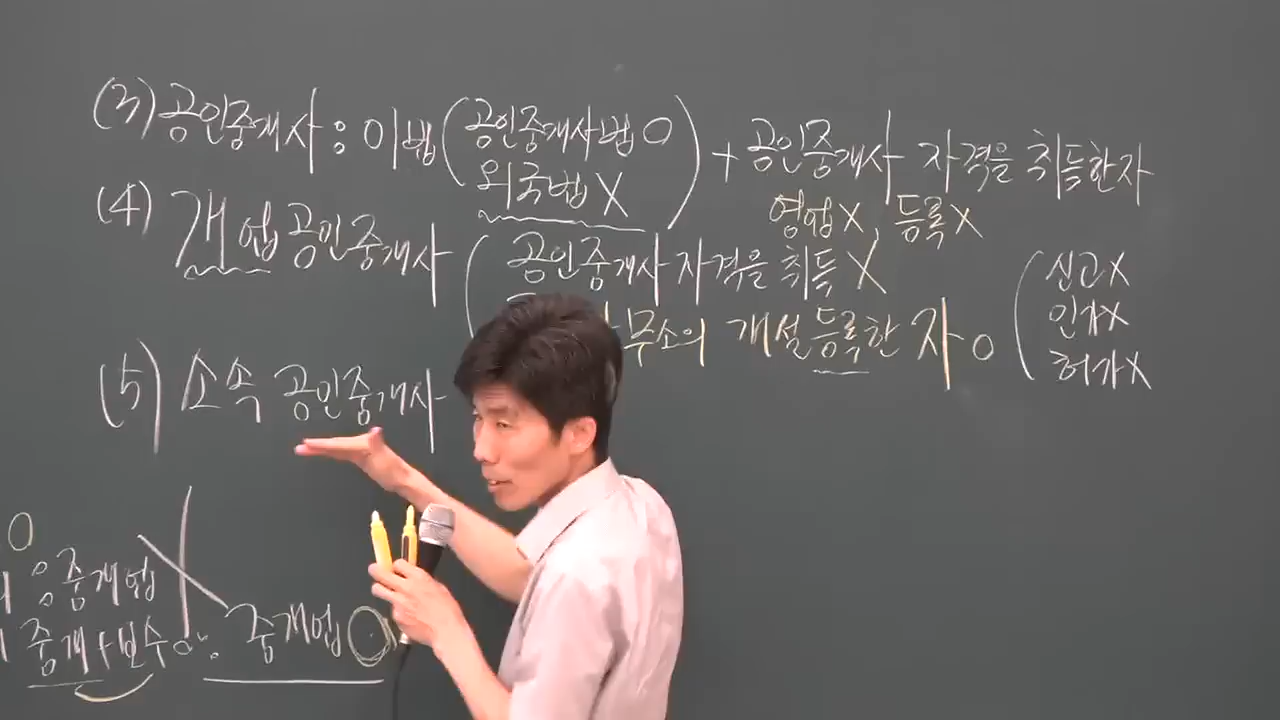 (3) 공인중개사 : 이법 (공인중개사법 O
외국법 X) + 공인중개사 자격을 취득한자
영업X, 등록X
(4) 개업공인중개사 (공인중개사 자격을 취득 X
무소의 개설등록한 자 O (신고X
인가X
허가X
(5) 소속 공인중개사
O
중개업
중개+보수 중개업 O